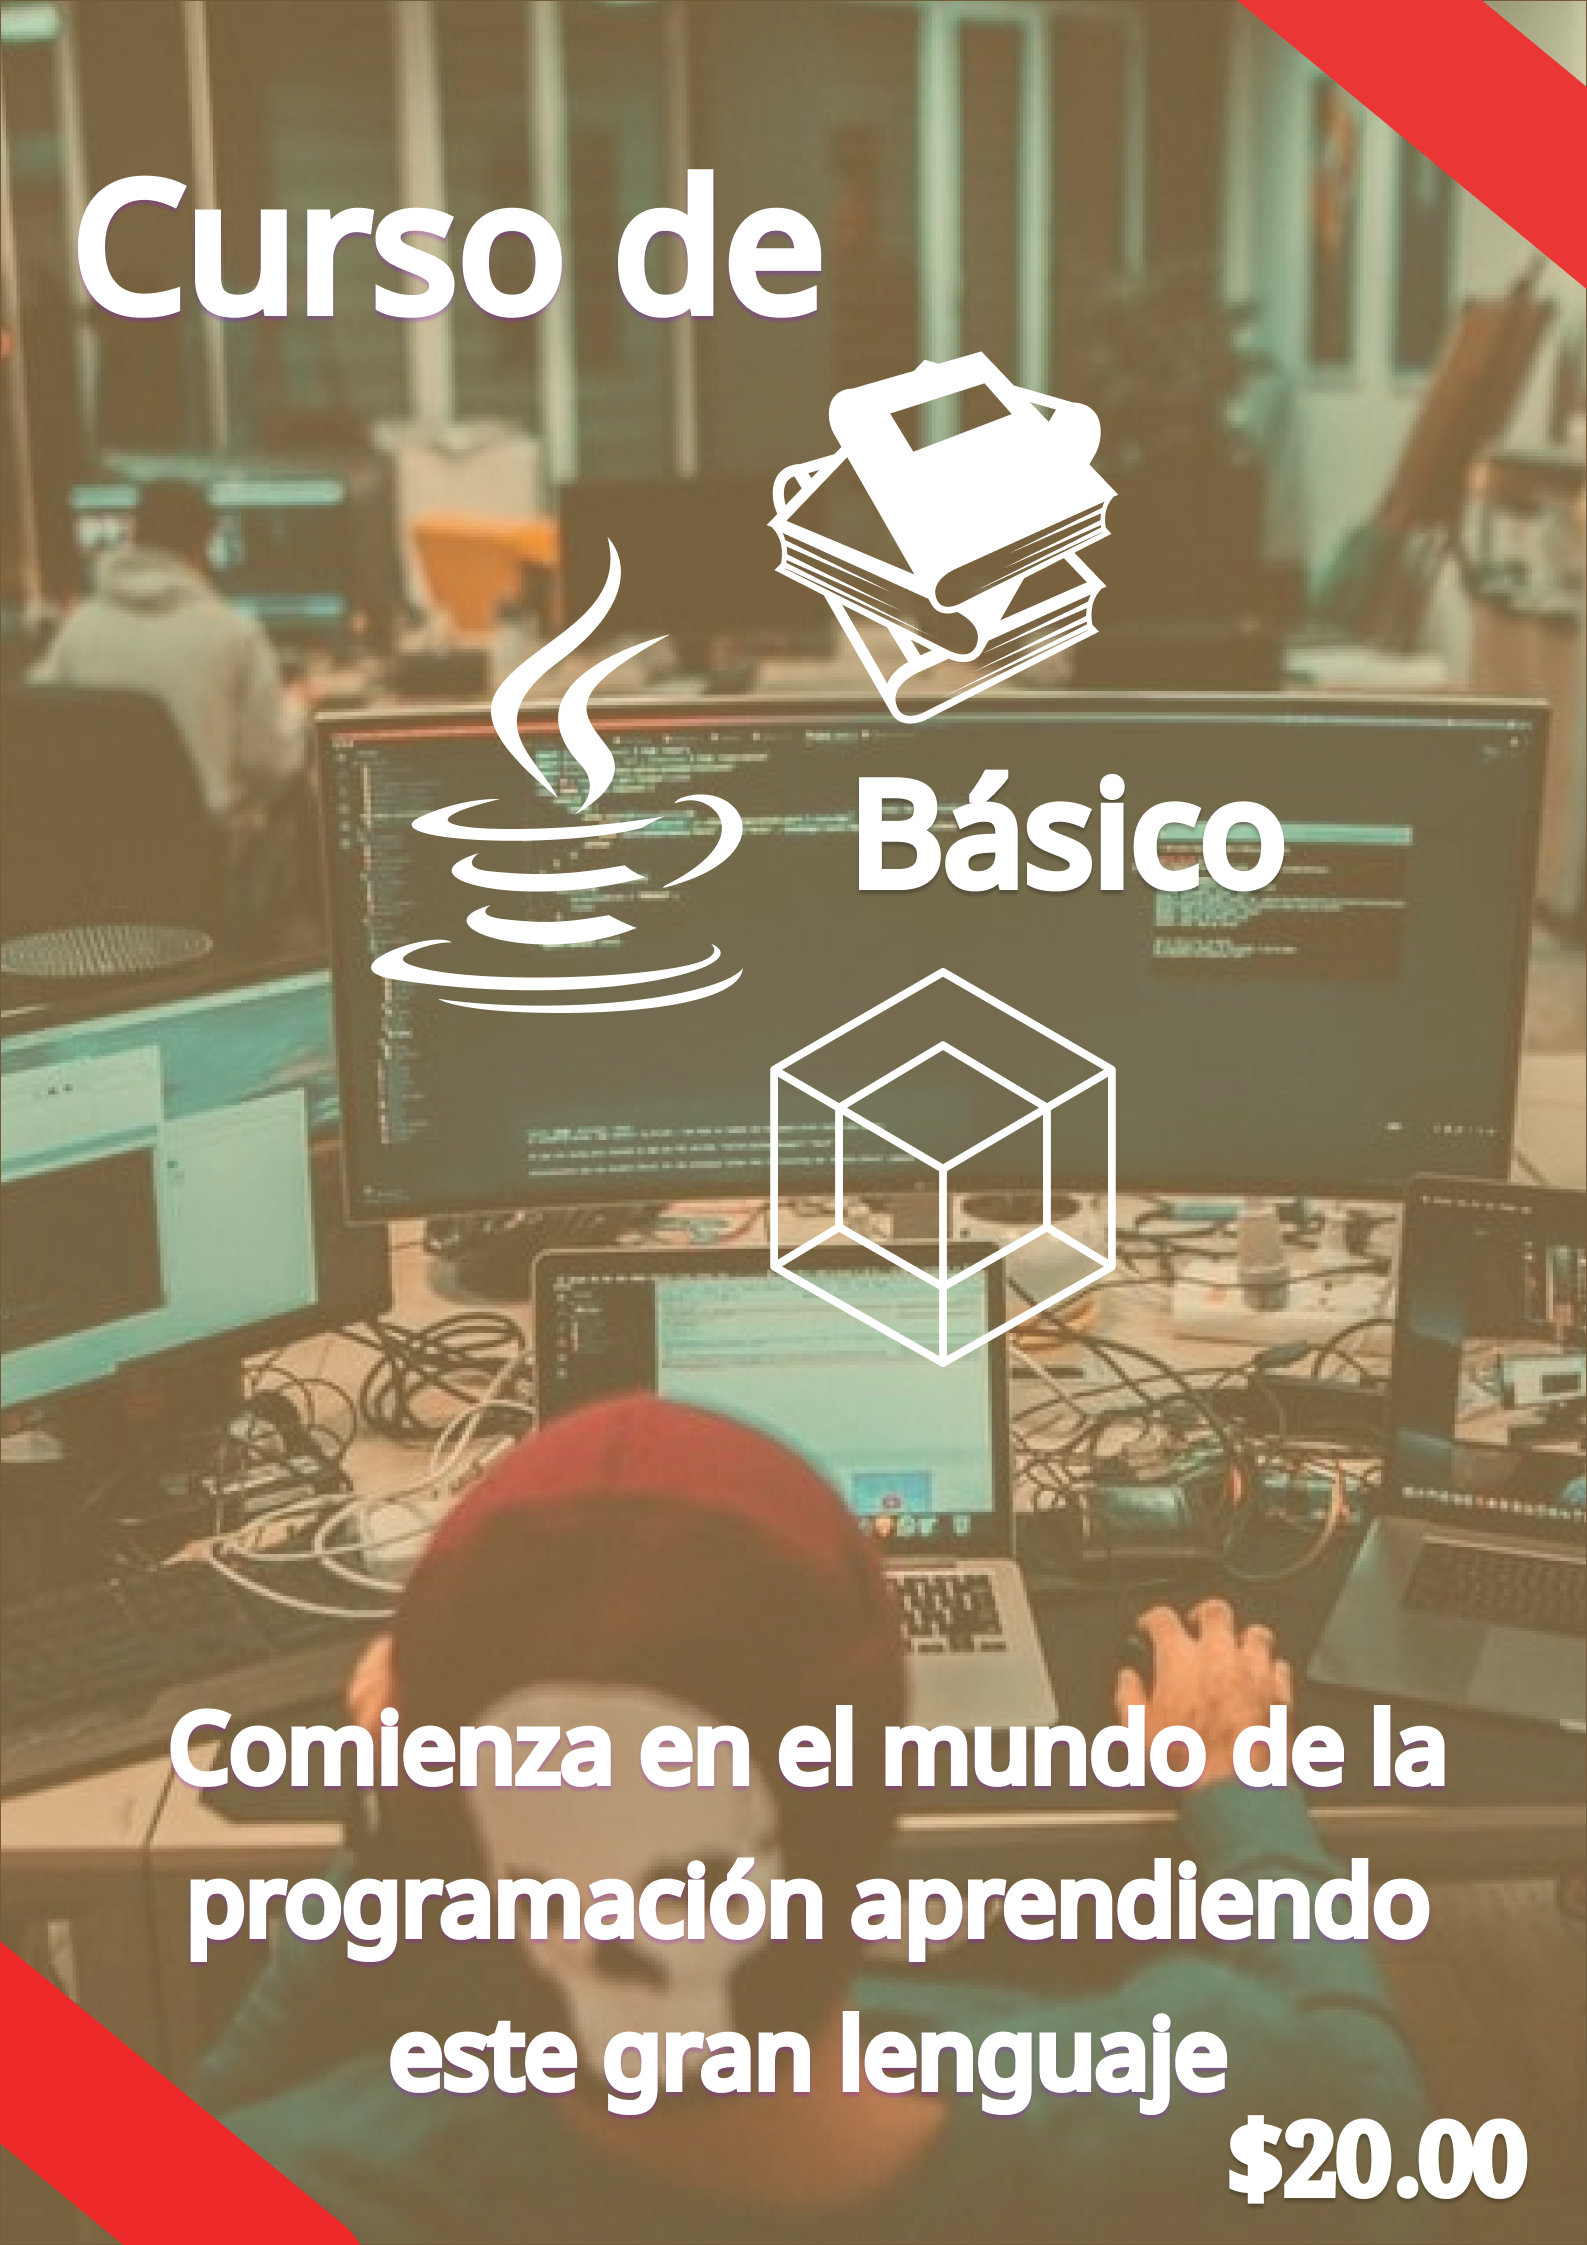 Curso de
Básico
Comienza en el mundo de la
programación aprendiendo
este gran lenguaje
$20.00